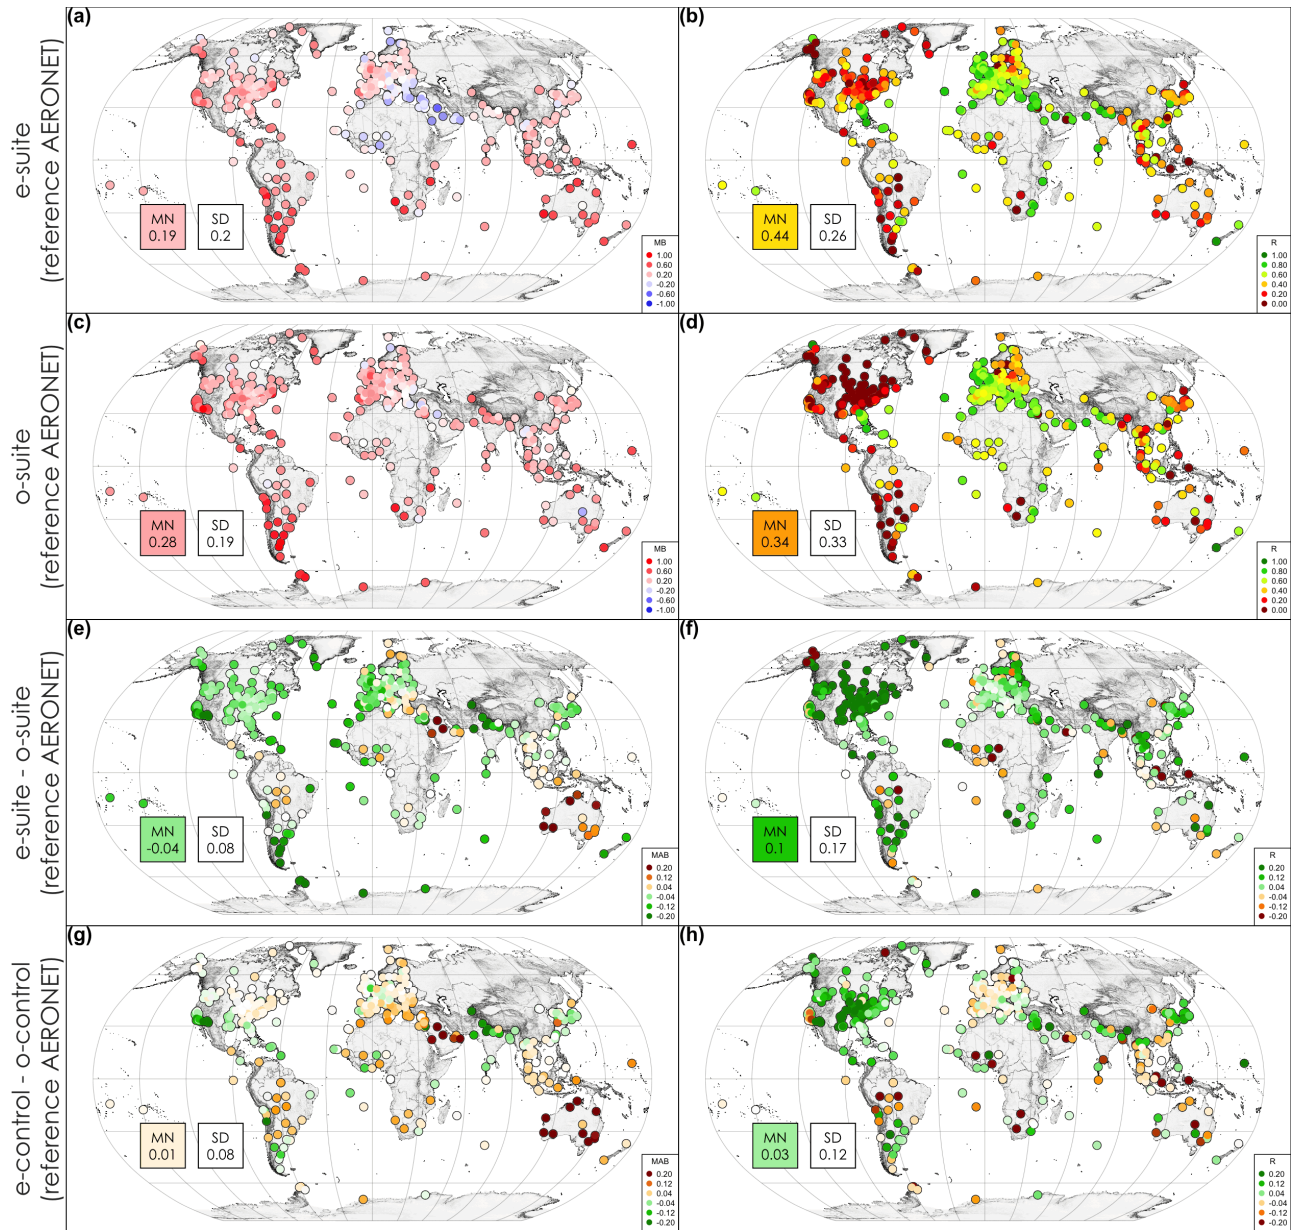 e-suite
(reference AERONET)
(a)
MN
0.19
SD
0.2
MB
1.00
0.60
0.20
-0.20
-0.60
-1.00
(b)
MN
0.44
SD
0.26
R
1.00
0.80
0.60
0.40
0.20
0.00
o-suite
(reference AERONET)
(c)
MN
0.28
SD
0.19
MB
1.00
0.60
0.20
-0.20
-0.60
-1.00
(d)
MN
0.34
SD
0.33
R
1.00
0.80
0.60
0.40
0.20
0.00
e-suite - o-suite
(reference AERONET)
(e)
MN
-0.04
SD
0.08
MAB
0.20
0.12
0.04
-0.04
-0.12
-0.20
(f)
MN
0.1
SD
0.17
R
0.20
0.12
0.04
-0.04
-0.12
-0.20
e-control - o-control
(reference AERONET)
(g)
MN
0.01
SD
0.08
MAB
0.20
0.12
0.04
-0.04
-0.12
-0.20
(h)
MN
0.03
SD
0.12
R
0.20
0.12
0.04
-0.04
-0.12
-0.20